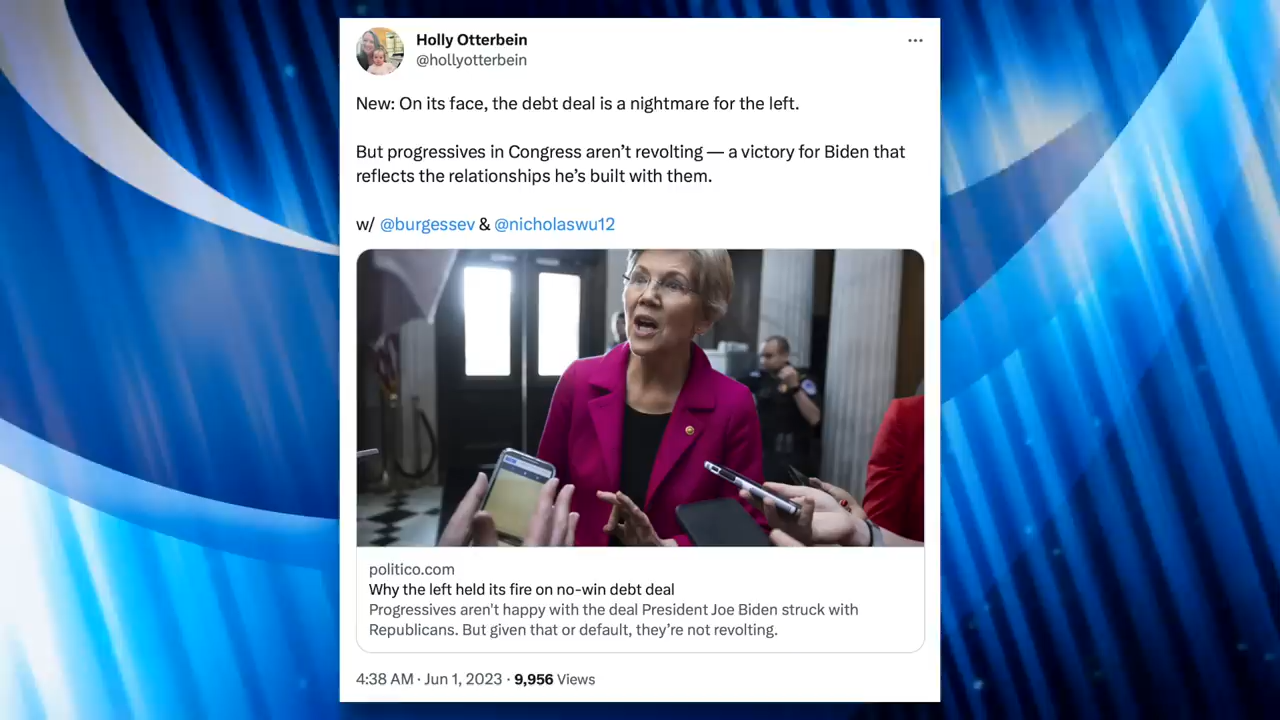 Holly Otterbein
@hollyotterbein
New: On its face, the debt deal is a nightmare for the left.
But progressives in Congress aren’t revolting — a victory for Biden that
reflects the relationships he’s built with them.
w/ @burgessev & @nicholaswu12
politico.com
Why the left held its fire on no-win debt deal
Progressives aren't happy with the deal President Joe Biden struck with
Republicans. But given that or default, they’re not revolting.
4:38 AM · Jun 1, 2023 · 9,956 Views